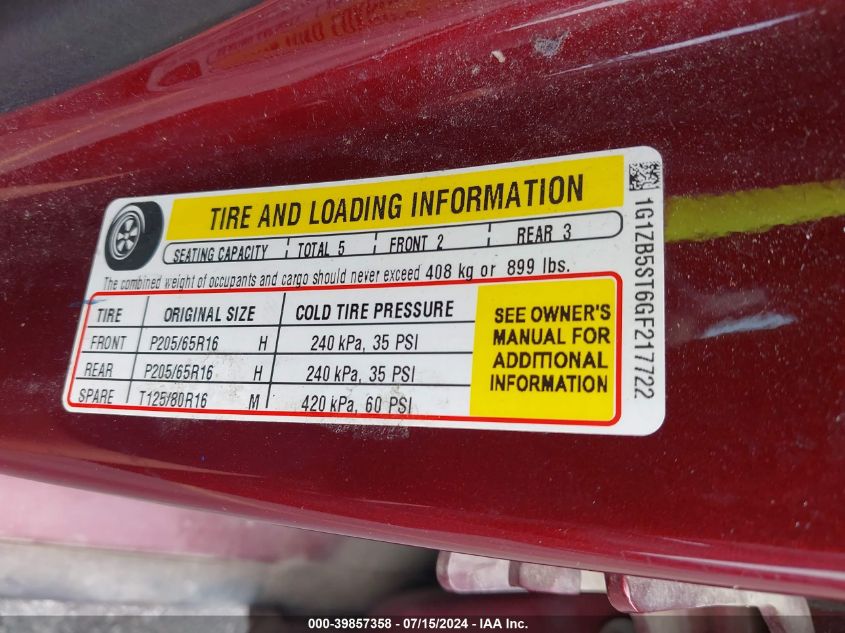 TIRE AND LOADING INFORMATION
SEATING CAPACITY TOTAL 5 FRONT 2 REAR 3
The combined weight of occupants and cargo should never exceed 408 kg or 899 lbs.
TIRE ORIGINAL SIZE COLD TIRE PRESSURE
FRONT P205/65R16 H 240 kPa, 35 PSI
REAR P205/65R16 H 240 kPa, 35 PSI
SPARE T125/80R16 M 420 kPa, 60 PSI
SEE OWNER'S
MANUAL FOR
ADDITIONAL
INFORMATION
1G1ZB5ST6GF217722
000-39857358 - 07/15/2024 - IAA Inc.